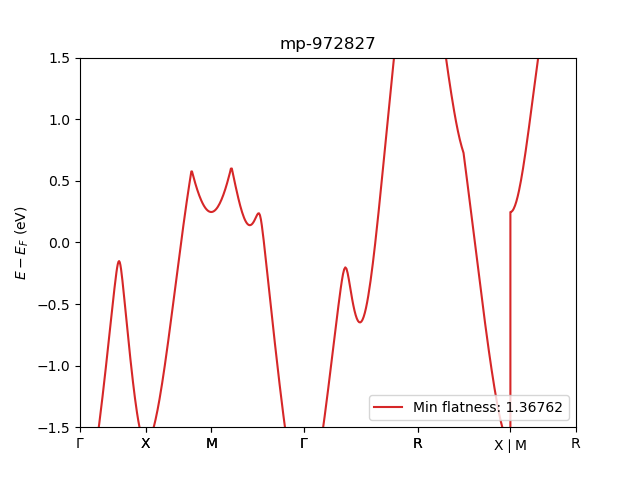 mp-972827
E − E_F (eV)
1.5
1.0
0.5
0.0
−0.5
−1.0
−1.5
Min flatness: 1.36762
Γ X M Γ R X | M R